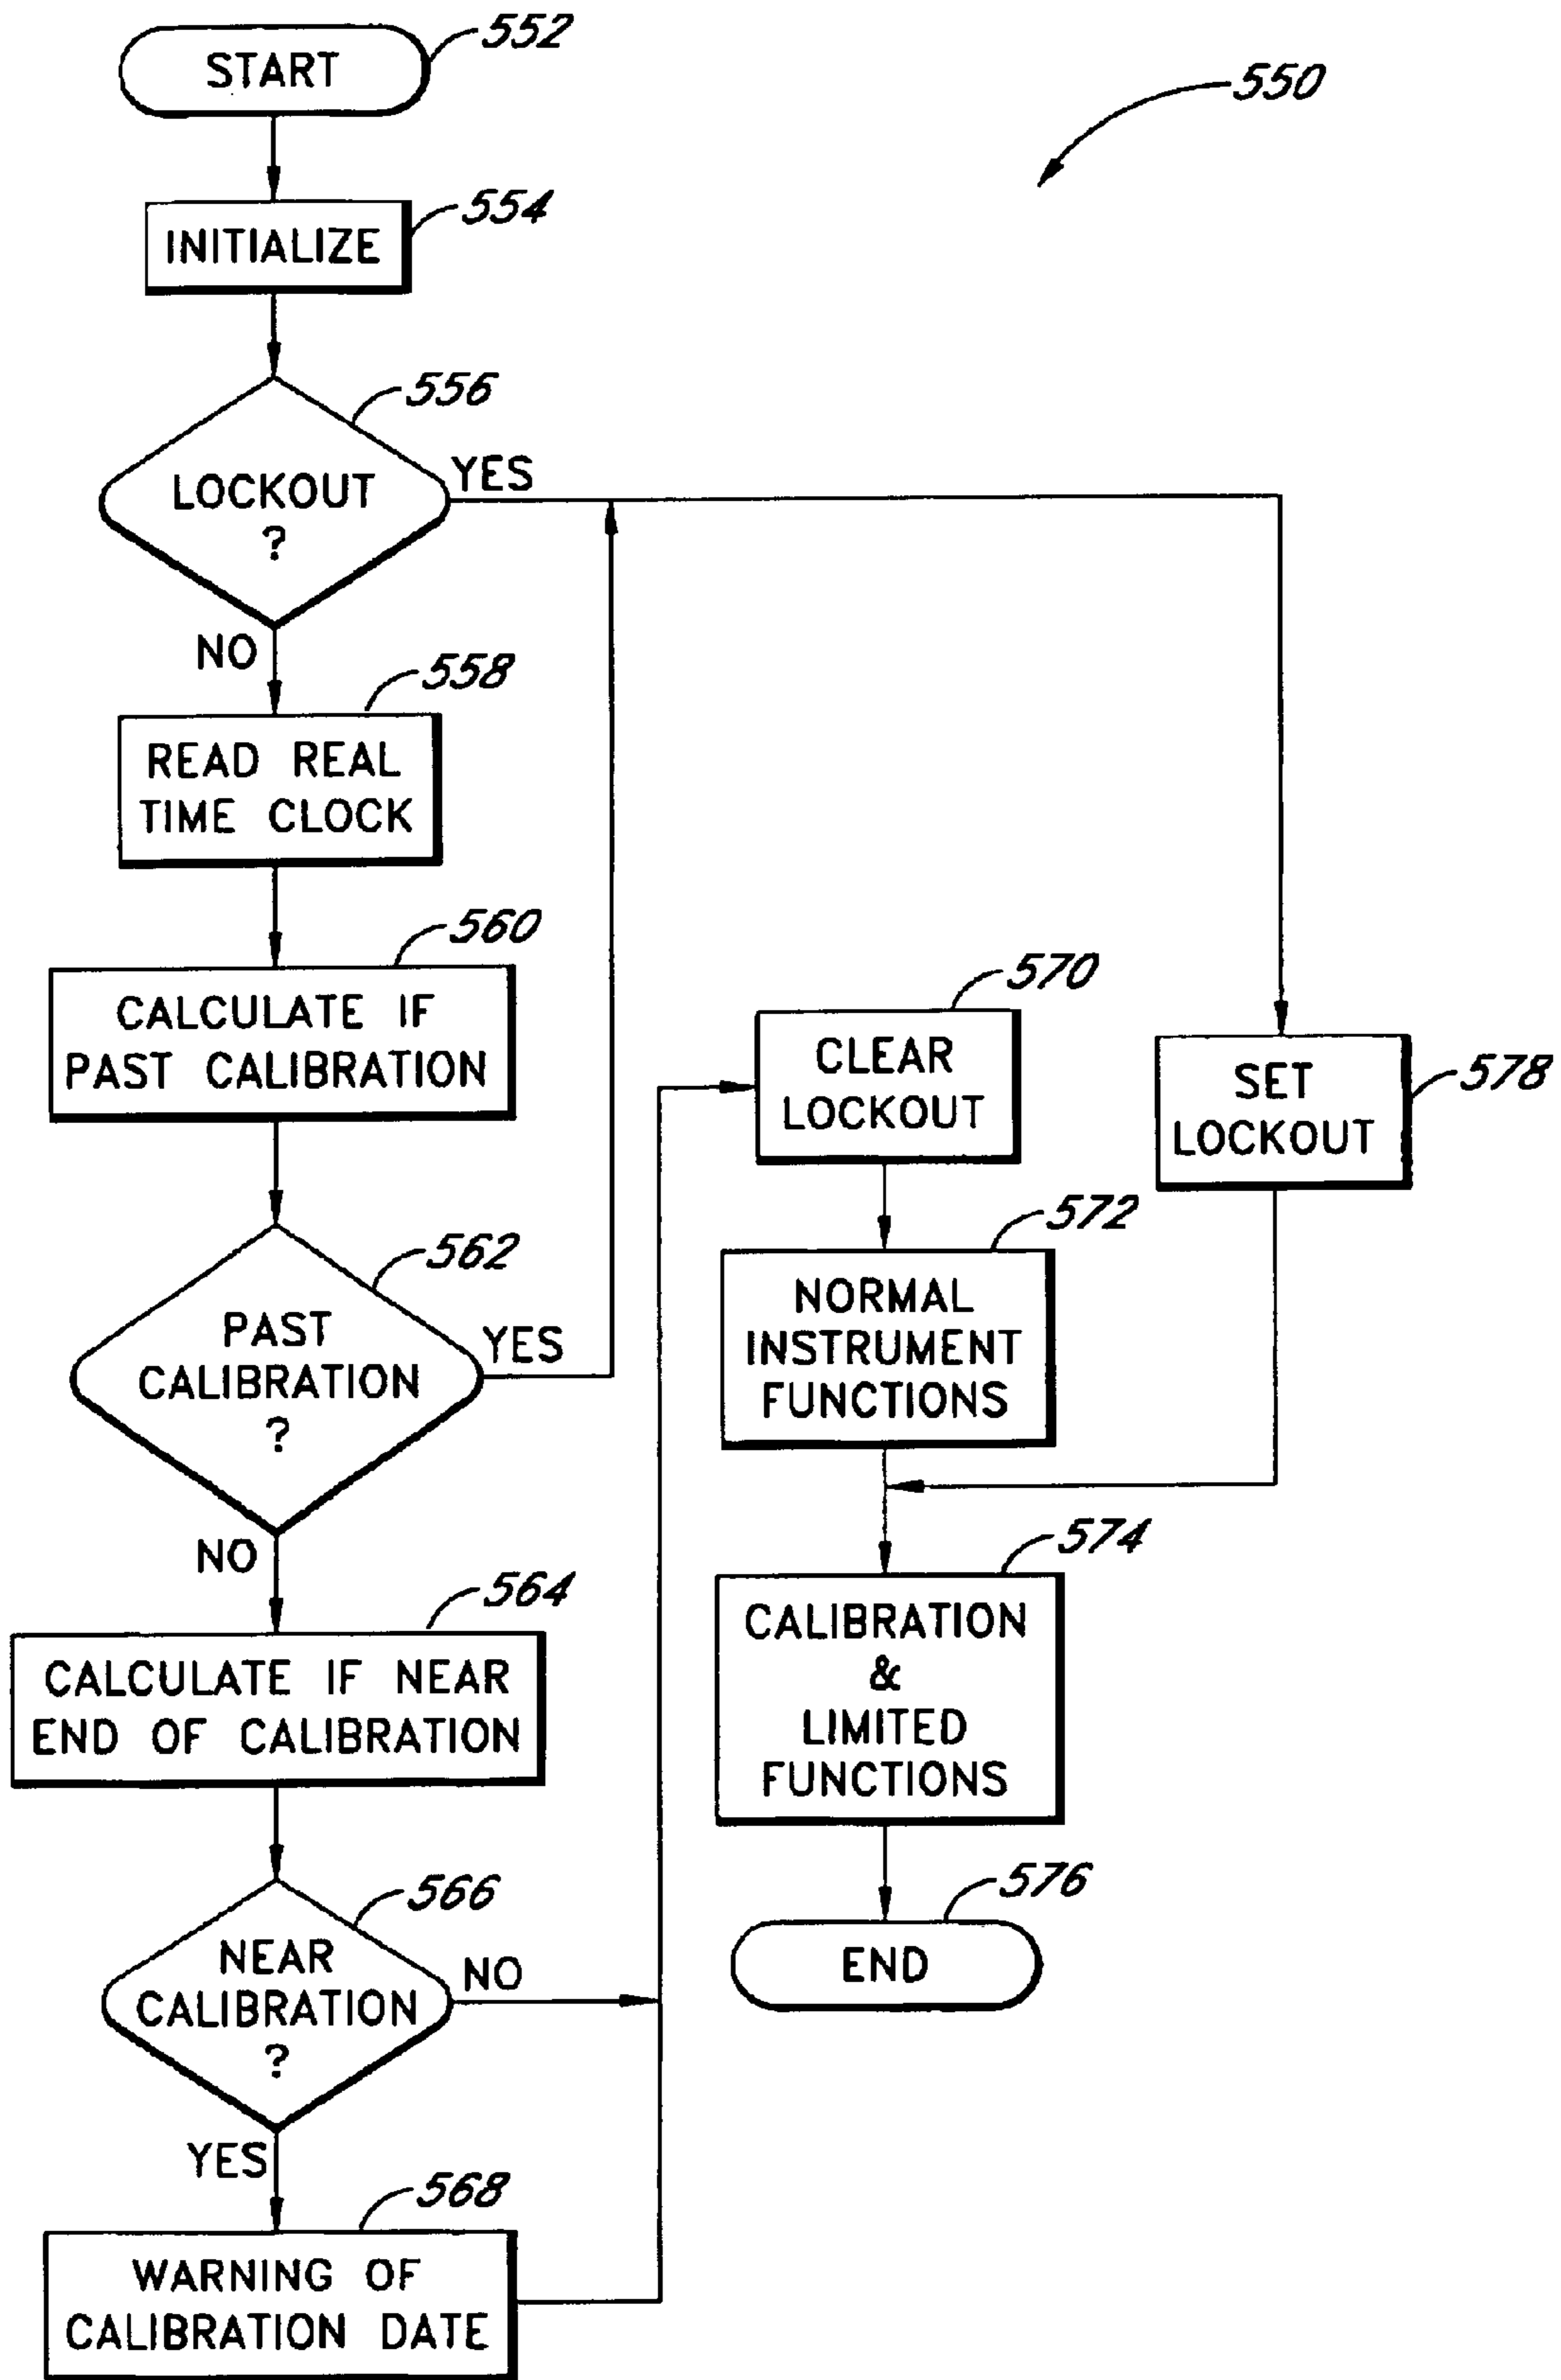 START
552
550
INITIALIZE
554
LOCKOUT
?
556
YES
NO
READ REAL
TIME CLOCK
558
CALCULATE IF
PAST CALIBRATION
560
PAST
CALIBRATION
?
562
YES
NO
CALCULATE IF NEAR
END OF CALIBRATION
564
NEAR
CALIBRATION
?
566
NO
YES
WARNING OF
CALIBRATION DATE
568
CLEAR
LOCKOUT
570
NORMAL
INSTRUMENT
FUNCTIONS
572
CALIBRATION
&
LIMITED
FUNCTIONS
574
END
576
SET
LOCKOUT
578